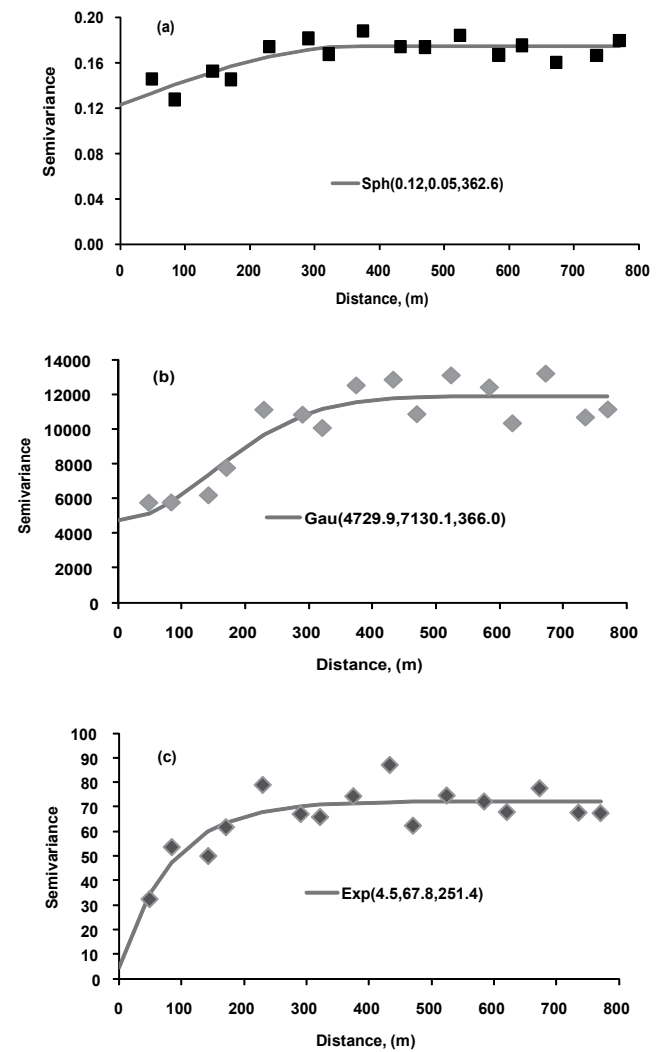 (a)
0.20
0.16
0.12
0.08
0.04
0.00
Semivariance
Sph(0.12,0.05,362.6)
0 100 200 300 400 500 600 700 800
Distance, (m)
(b)
14000
12000
10000
8000
6000
4000
2000
0
Semivariance
Gau(4729.9,7130.1,366.0)
0 100 200 300 400 500 600 700 800
Distance, (m)
(c)
100
90
80
70
60
50
40
30
20
10
0
Semivariance
Exp(4.5,67.8,251.4)
0 100 200 300 400 500 600 700 800
Distance, (m)